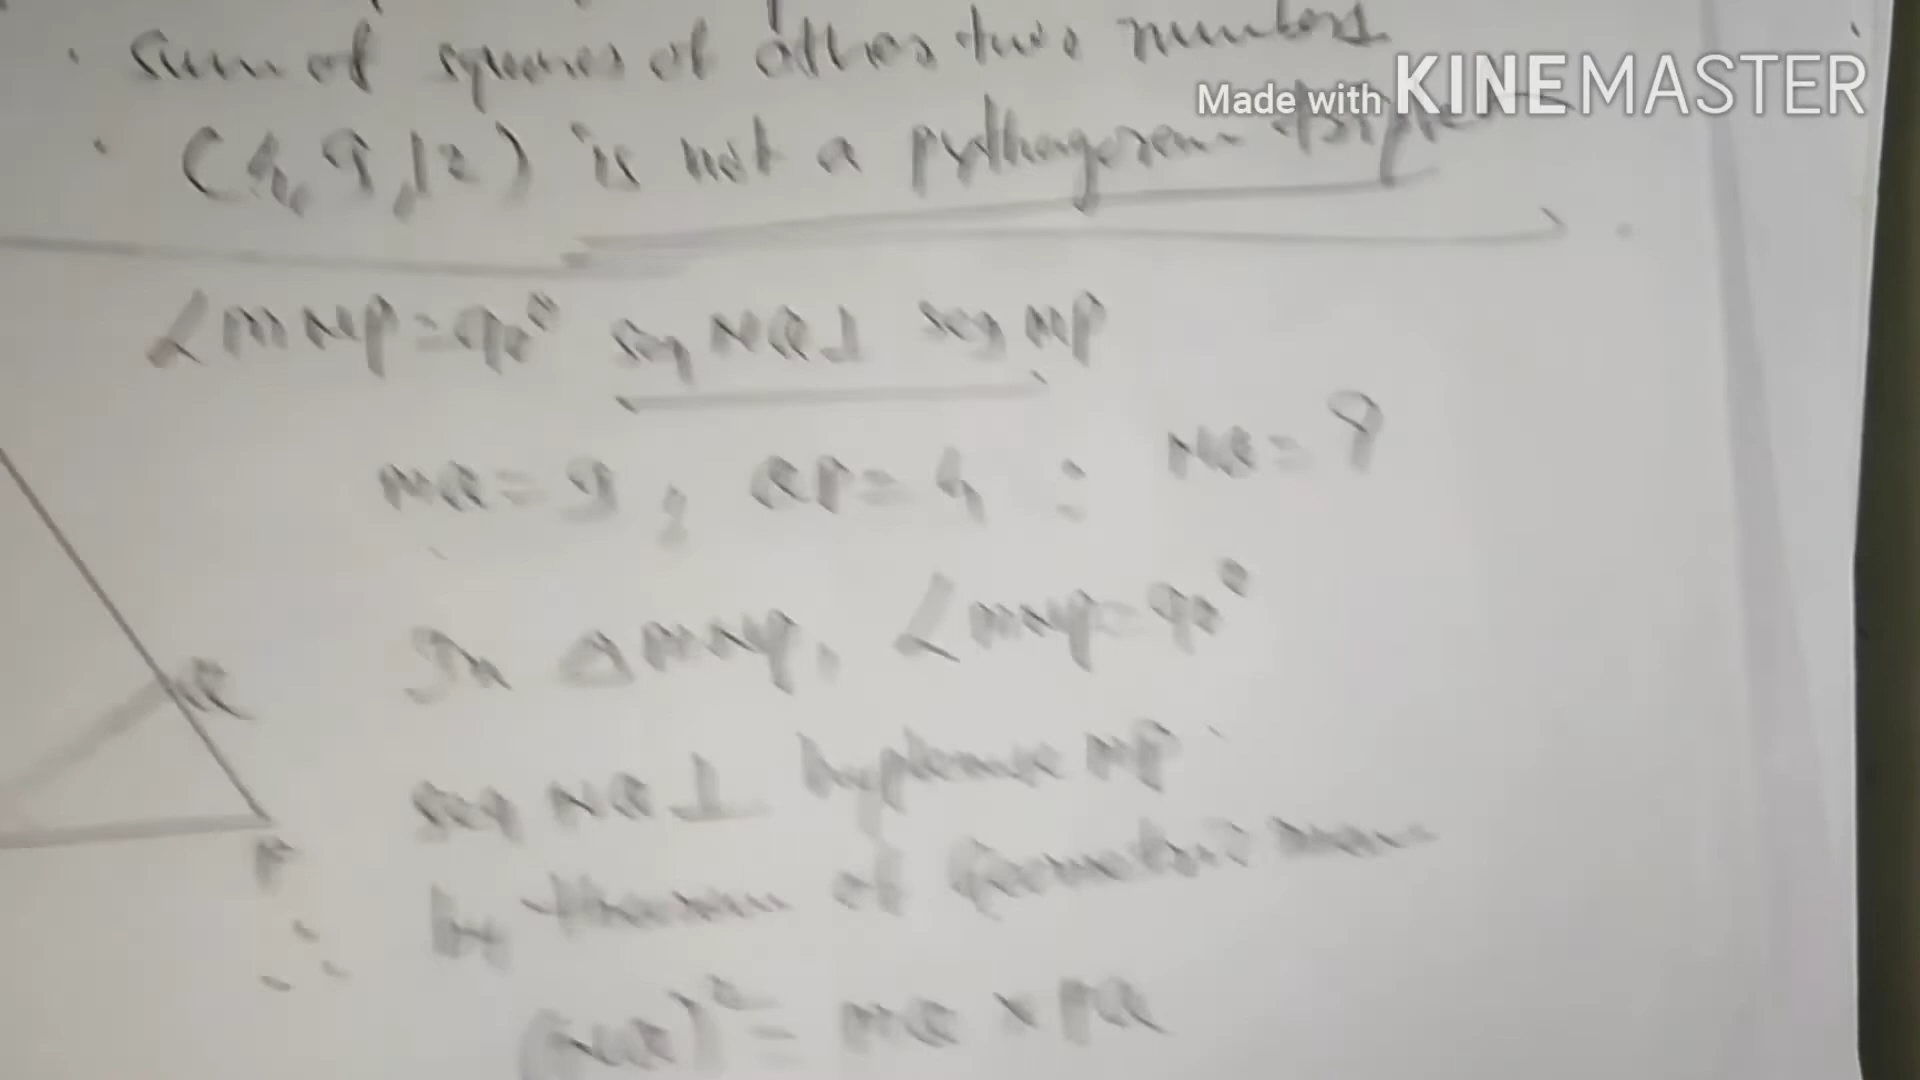 sum of squares of other two numbers
Made with KINEMASTER
(4, 9, 12) is not a pythagorean triplet
∠MNP = 90° seg NQ ⊥ seg MP
MQ = 9, QP = 4 : NQ = ?
In △MNP, ∠MNP = 90°
seg NQ ⊥ MP
Q
by theorem of geometric mean
P
∴
(NQ)² = MQ × PQ